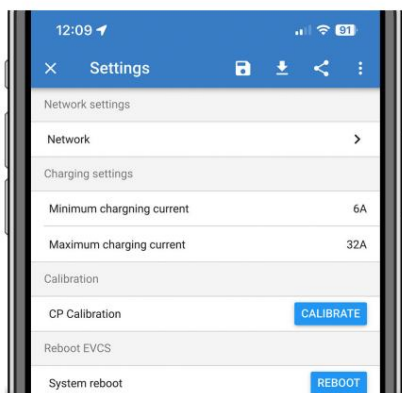 12:09
91
Settings
Network settings
Network
Charging settings
Minimum chargning current 6A
Maximum charging current 32A
Calibration
CP Calibration CALIBRATE
Reboot EVCS
System reboot REBOOT